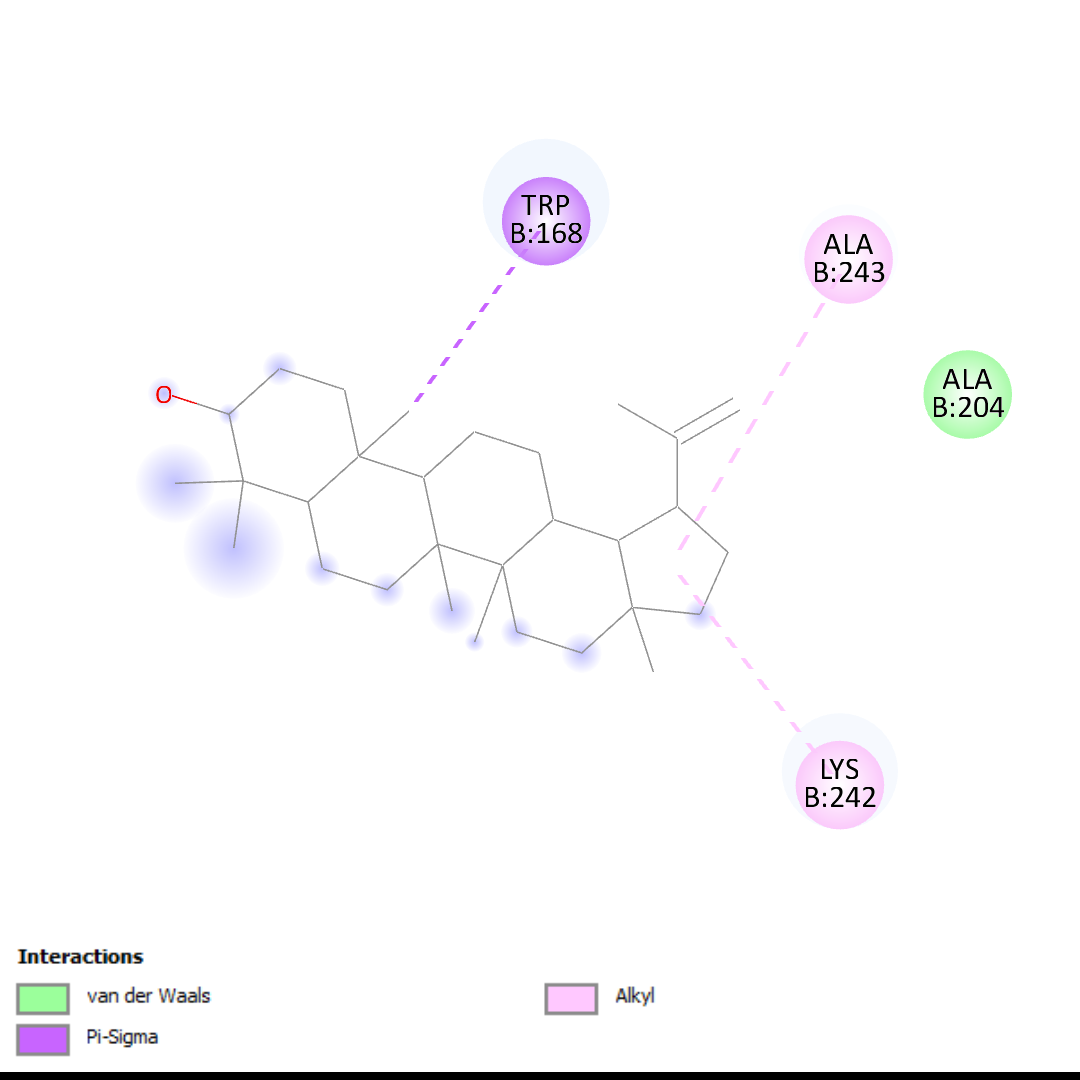 TRP
B:168
ALA
B:243
ALA
B:204
O
LYS
B:242
Interactions
van der Waals
Alkyl
Pi-Sigma